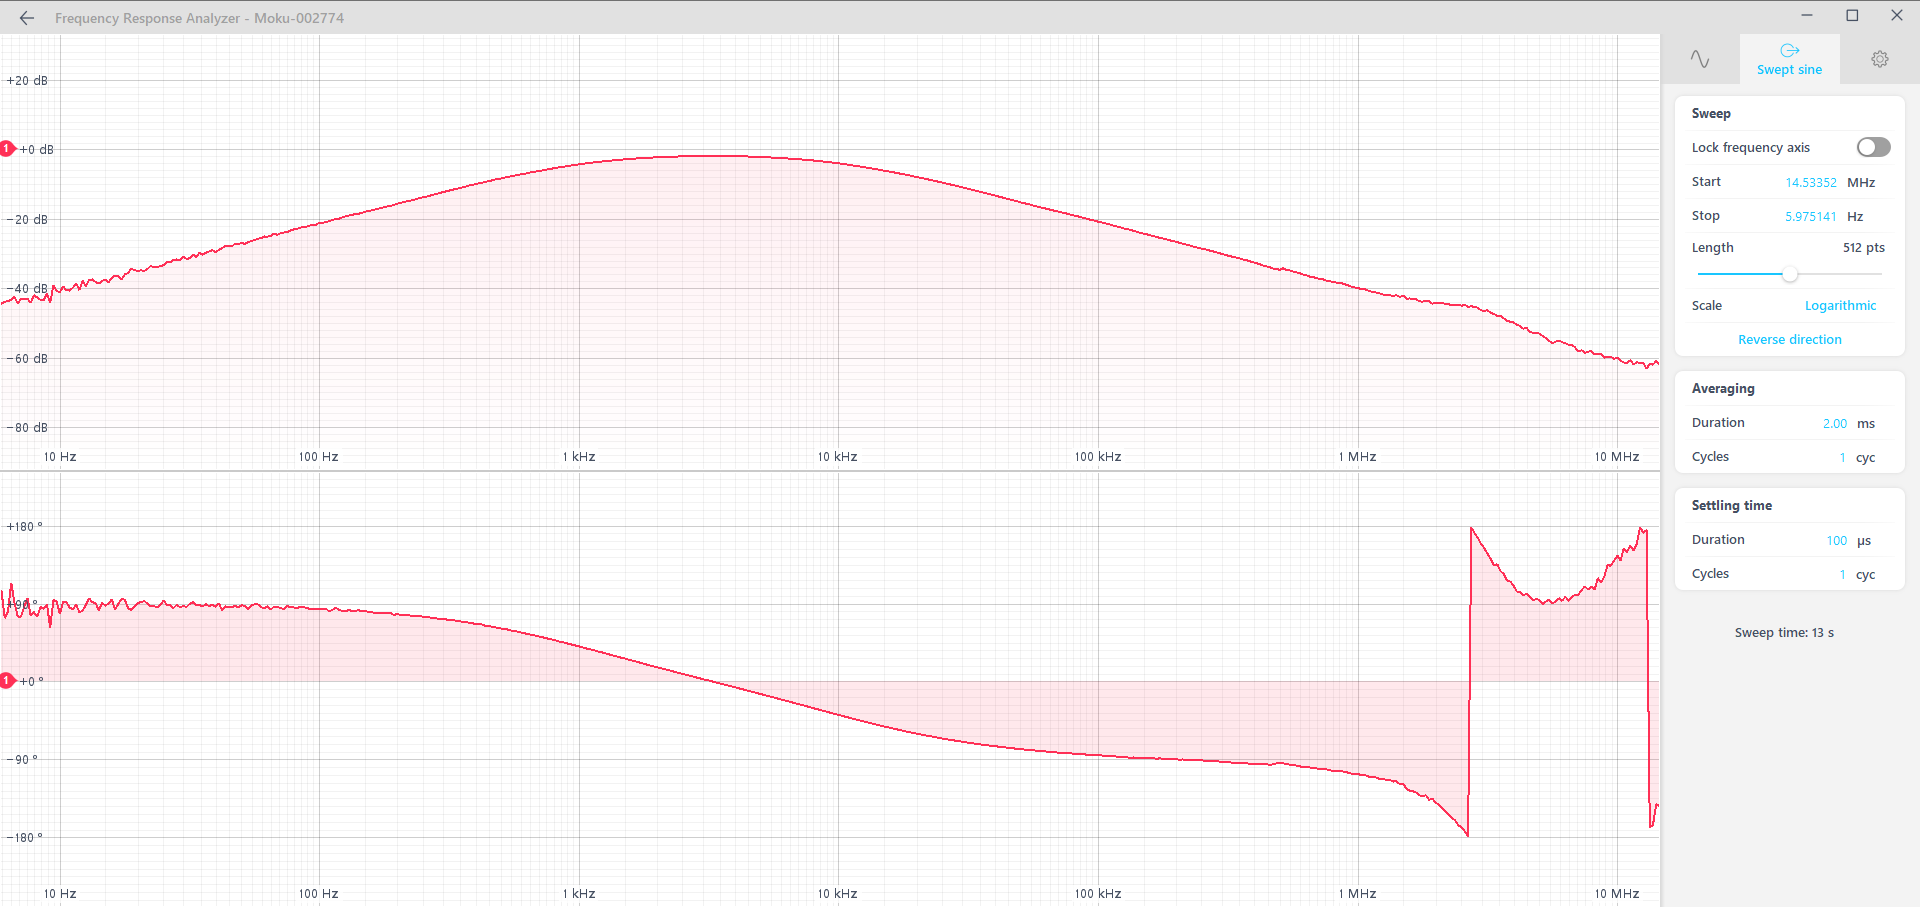 Frequency Response Analyzer - Moku-002774
Swept sine
+20 dB
1 +0 dB
−20 dB
−40 dB
−60 dB
−80 dB
10 Hz 100 Hz 1 kHz 10 kHz 100 kHz 1 MHz 10 MHz
+180 °
+90 °
1 +0 °
−90 °
−180 °
10 Hz 100 Hz 1 kHz 10 kHz 100 kHz 1 MHz 10 MHz
Sweep
Lock frequency axis
Start 14.53352 MHz
Stop 5.975141 Hz
Length 512 pts
Scale Logarithmic
Reverse direction
Averaging
Duration 2.00 ms
Cycles 1 cyc
Settling time
Duration 100 µs
Cycles 1 cyc
Sweep time: 13 s